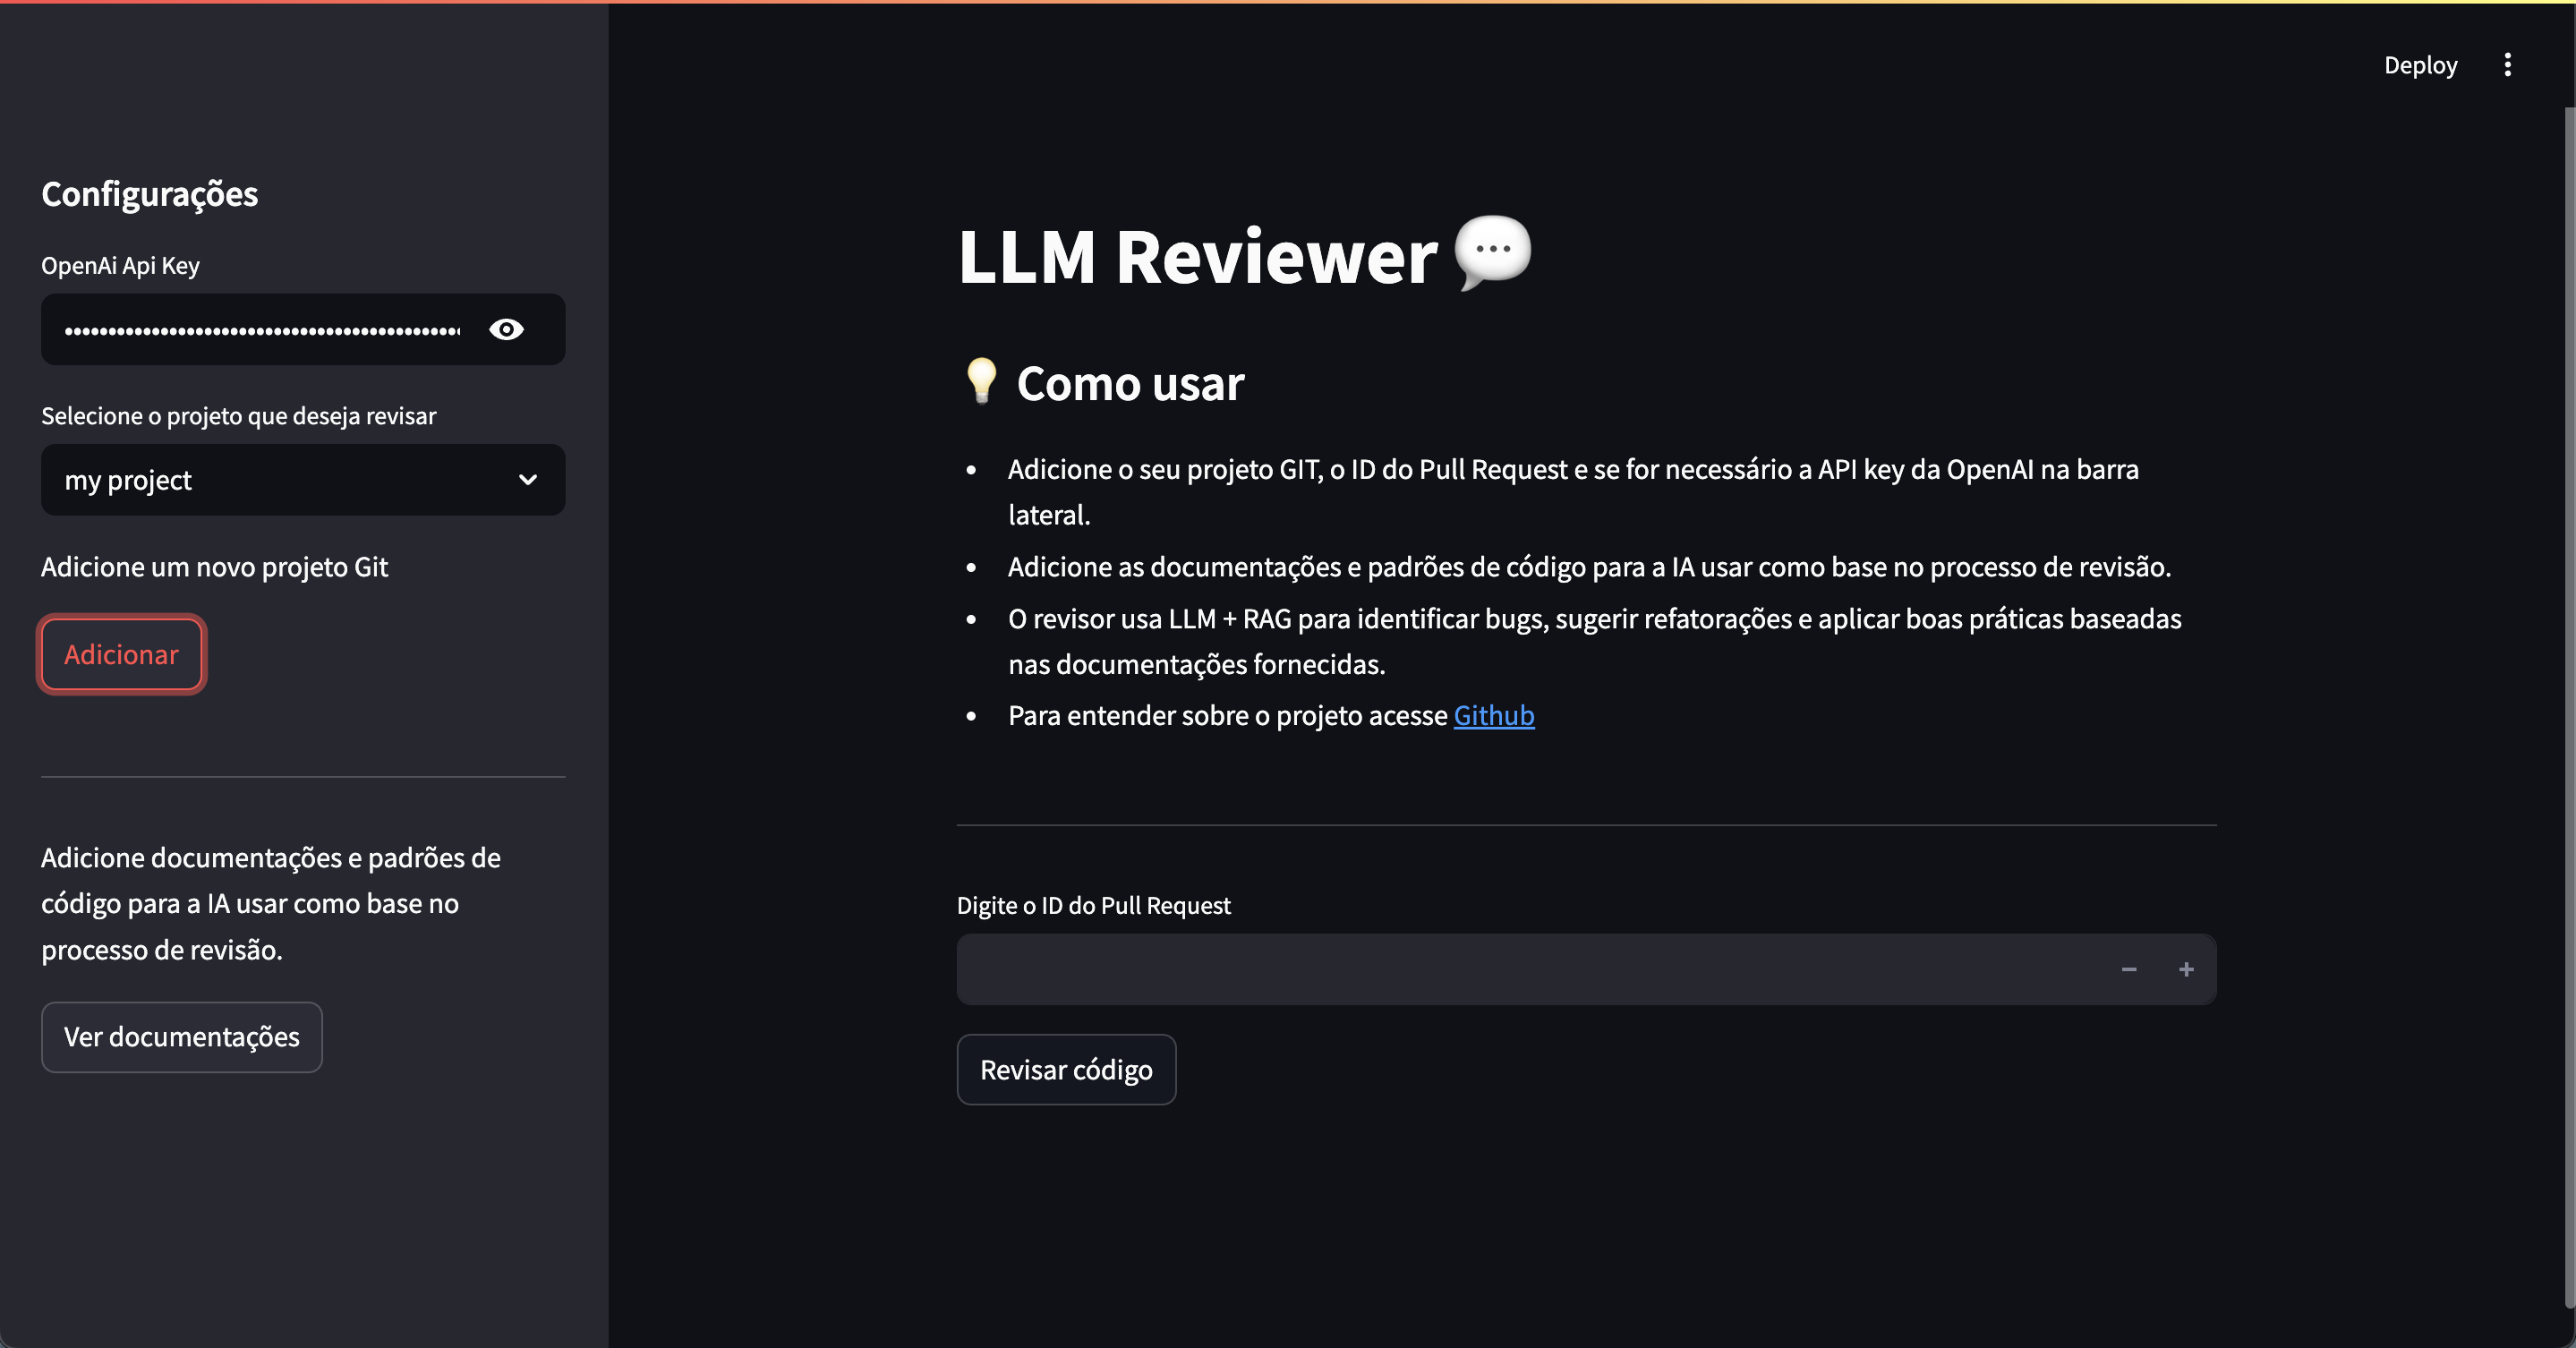 Deploy
Configurações
OpenAi Api Key
Selecione o projeto que deseja revisar
my project
Adicione um novo projeto Git
Adicionar
Adicione documentações e padrões de
código para a IA usar como base no
processo de revisão.
Ver documentações
LLM Reviewer
Como usar
Adicione o seu projeto GIT, o ID do Pull Request e se for necessário a API key da OpenAI na barra
lateral.
Adicione as documentações e padrões de código para a IA usar como base no processo de revisão.
O revisor usa LLM + RAG para identificar bugs, sugerir refatorações e aplicar boas práticas baseadas
nas documentações fornecidas.
Para entender sobre o projeto acesse Github
Digite o ID do Pull Request
Revisar código